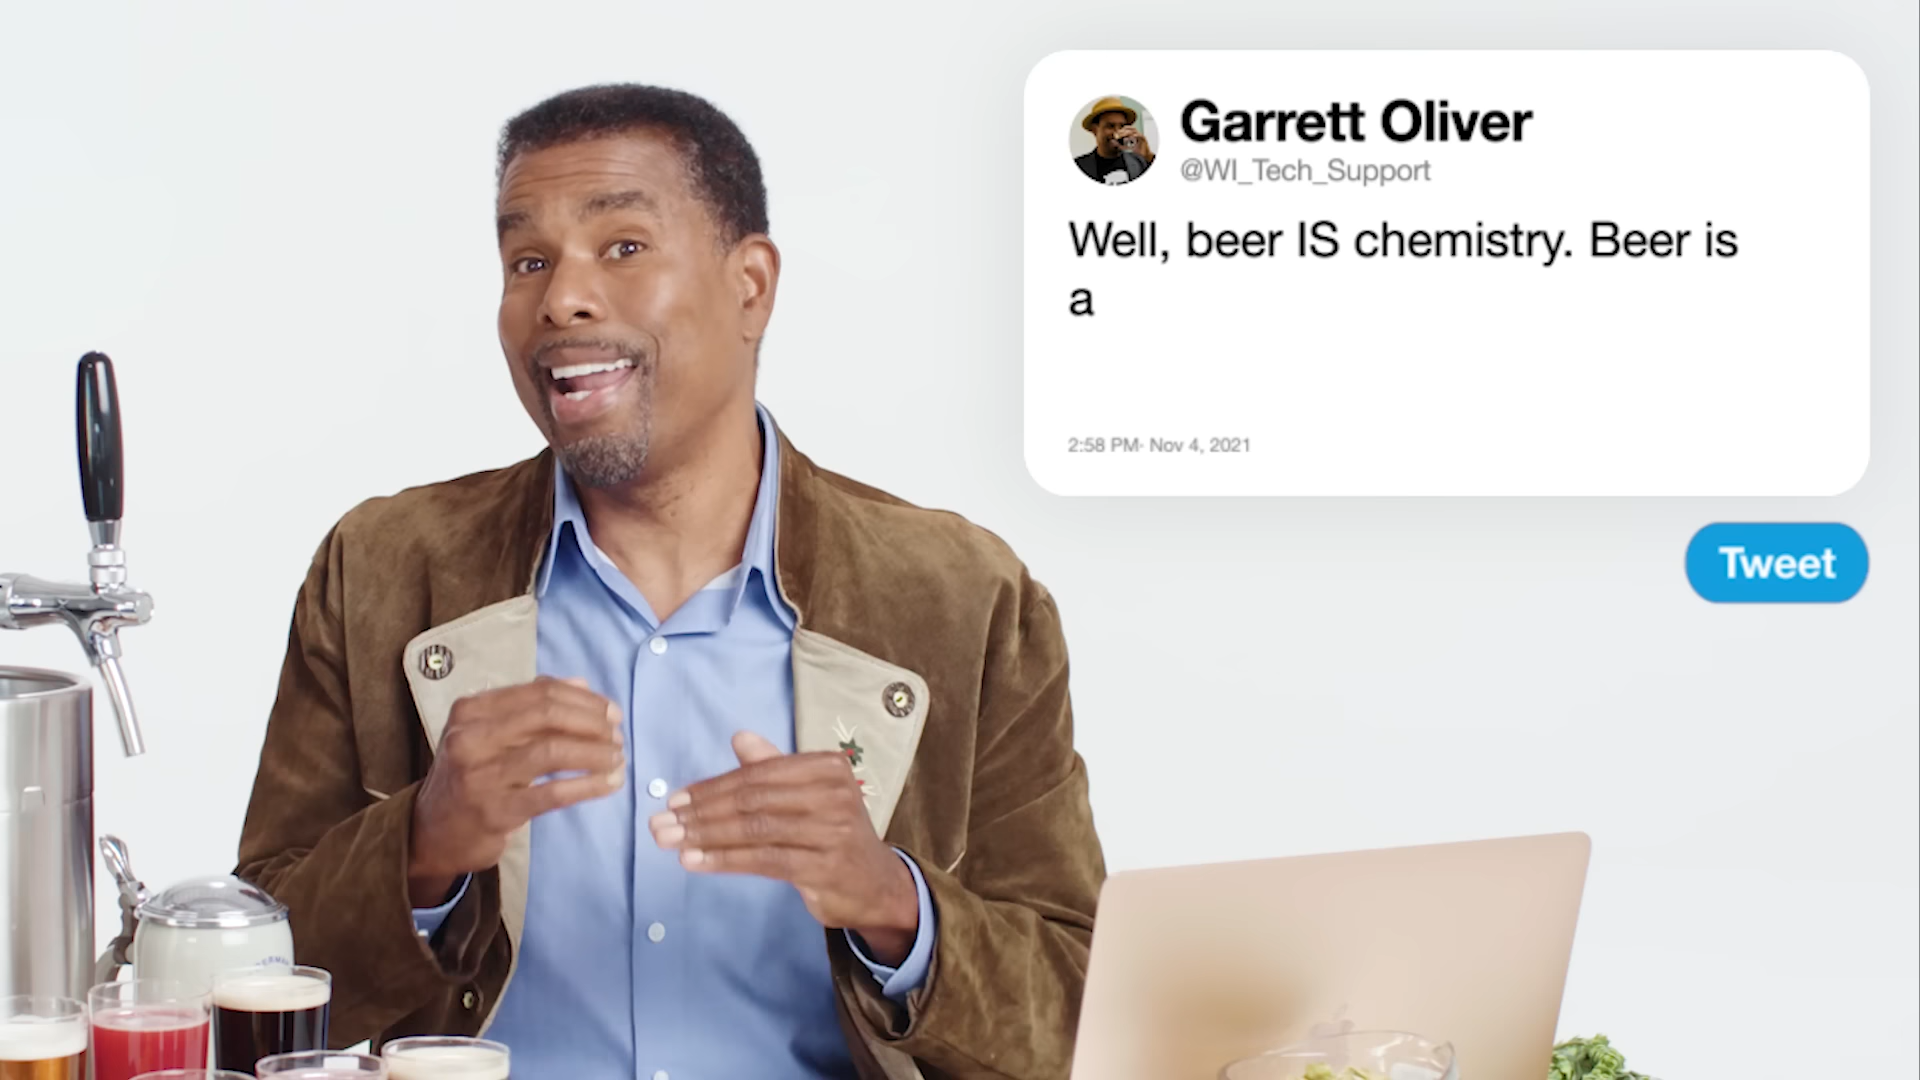 Garrett Oliver
@WI_Tech_Support
Well, beer IS chemistry. Beer is
a
2:58 PM· Nov 4, 2021
Tweet